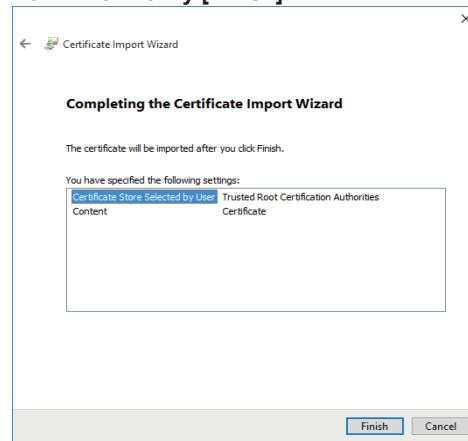 Certificate Import Wizard
Completing the Certificate Import Wizard
The certificate will be imported after you click Finish.
You have specified the following settings:
Certificate Store Selected by User Trusted Root Certification Authorities
Content Certificate
Finish Cancel